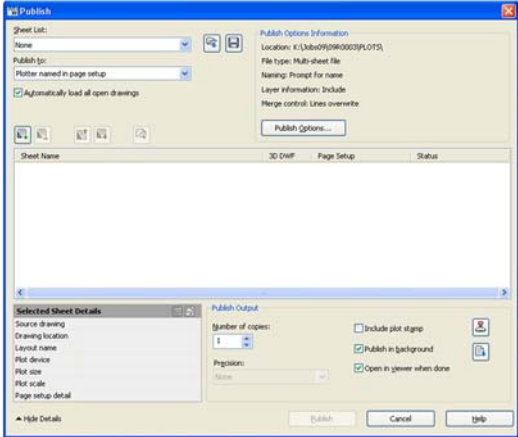 Publish
Sheet List:
None
Publish to:
Plotter named in page setup
Automatically load all open drawings
Publish Options Information
Location: K:\Jobs09\09R0003\PLOTS\
File type: Multi-sheet file
Naming: Prompt for name
Layer information: Include
Merge control: Lines overwrite
Publish Options...
Sheet Name 3D DWF Page Setup Status
Selected Sheet Details
Source drawing
Drawing location
Layout name
Plot device
Plot size
Plot scale
Page setup detail
Publish Output
Number of copies:
1
Precision:
None
Include plot stamp
Publish in background
Open in viewer when done
Hide Details
Publish
Cancel
Help